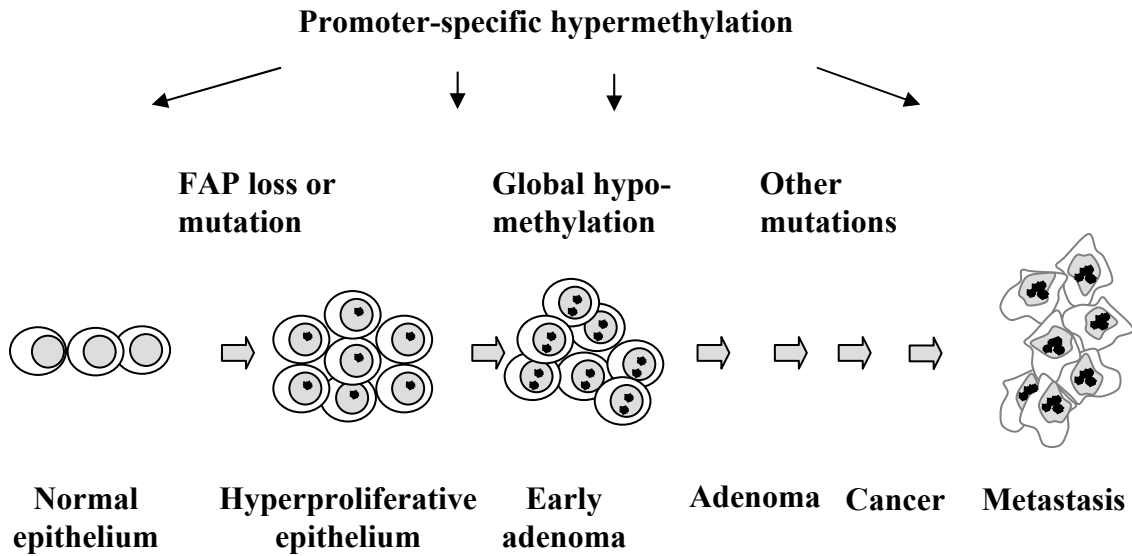 Promoter-specific hypermethylation
FAP loss or
mutation
Global hypo-
methylation
Other
mutations
Normal
epithelium
Hyperproliferative
epithelium
Early
adenoma
Adenoma
Cancer
Metastasis